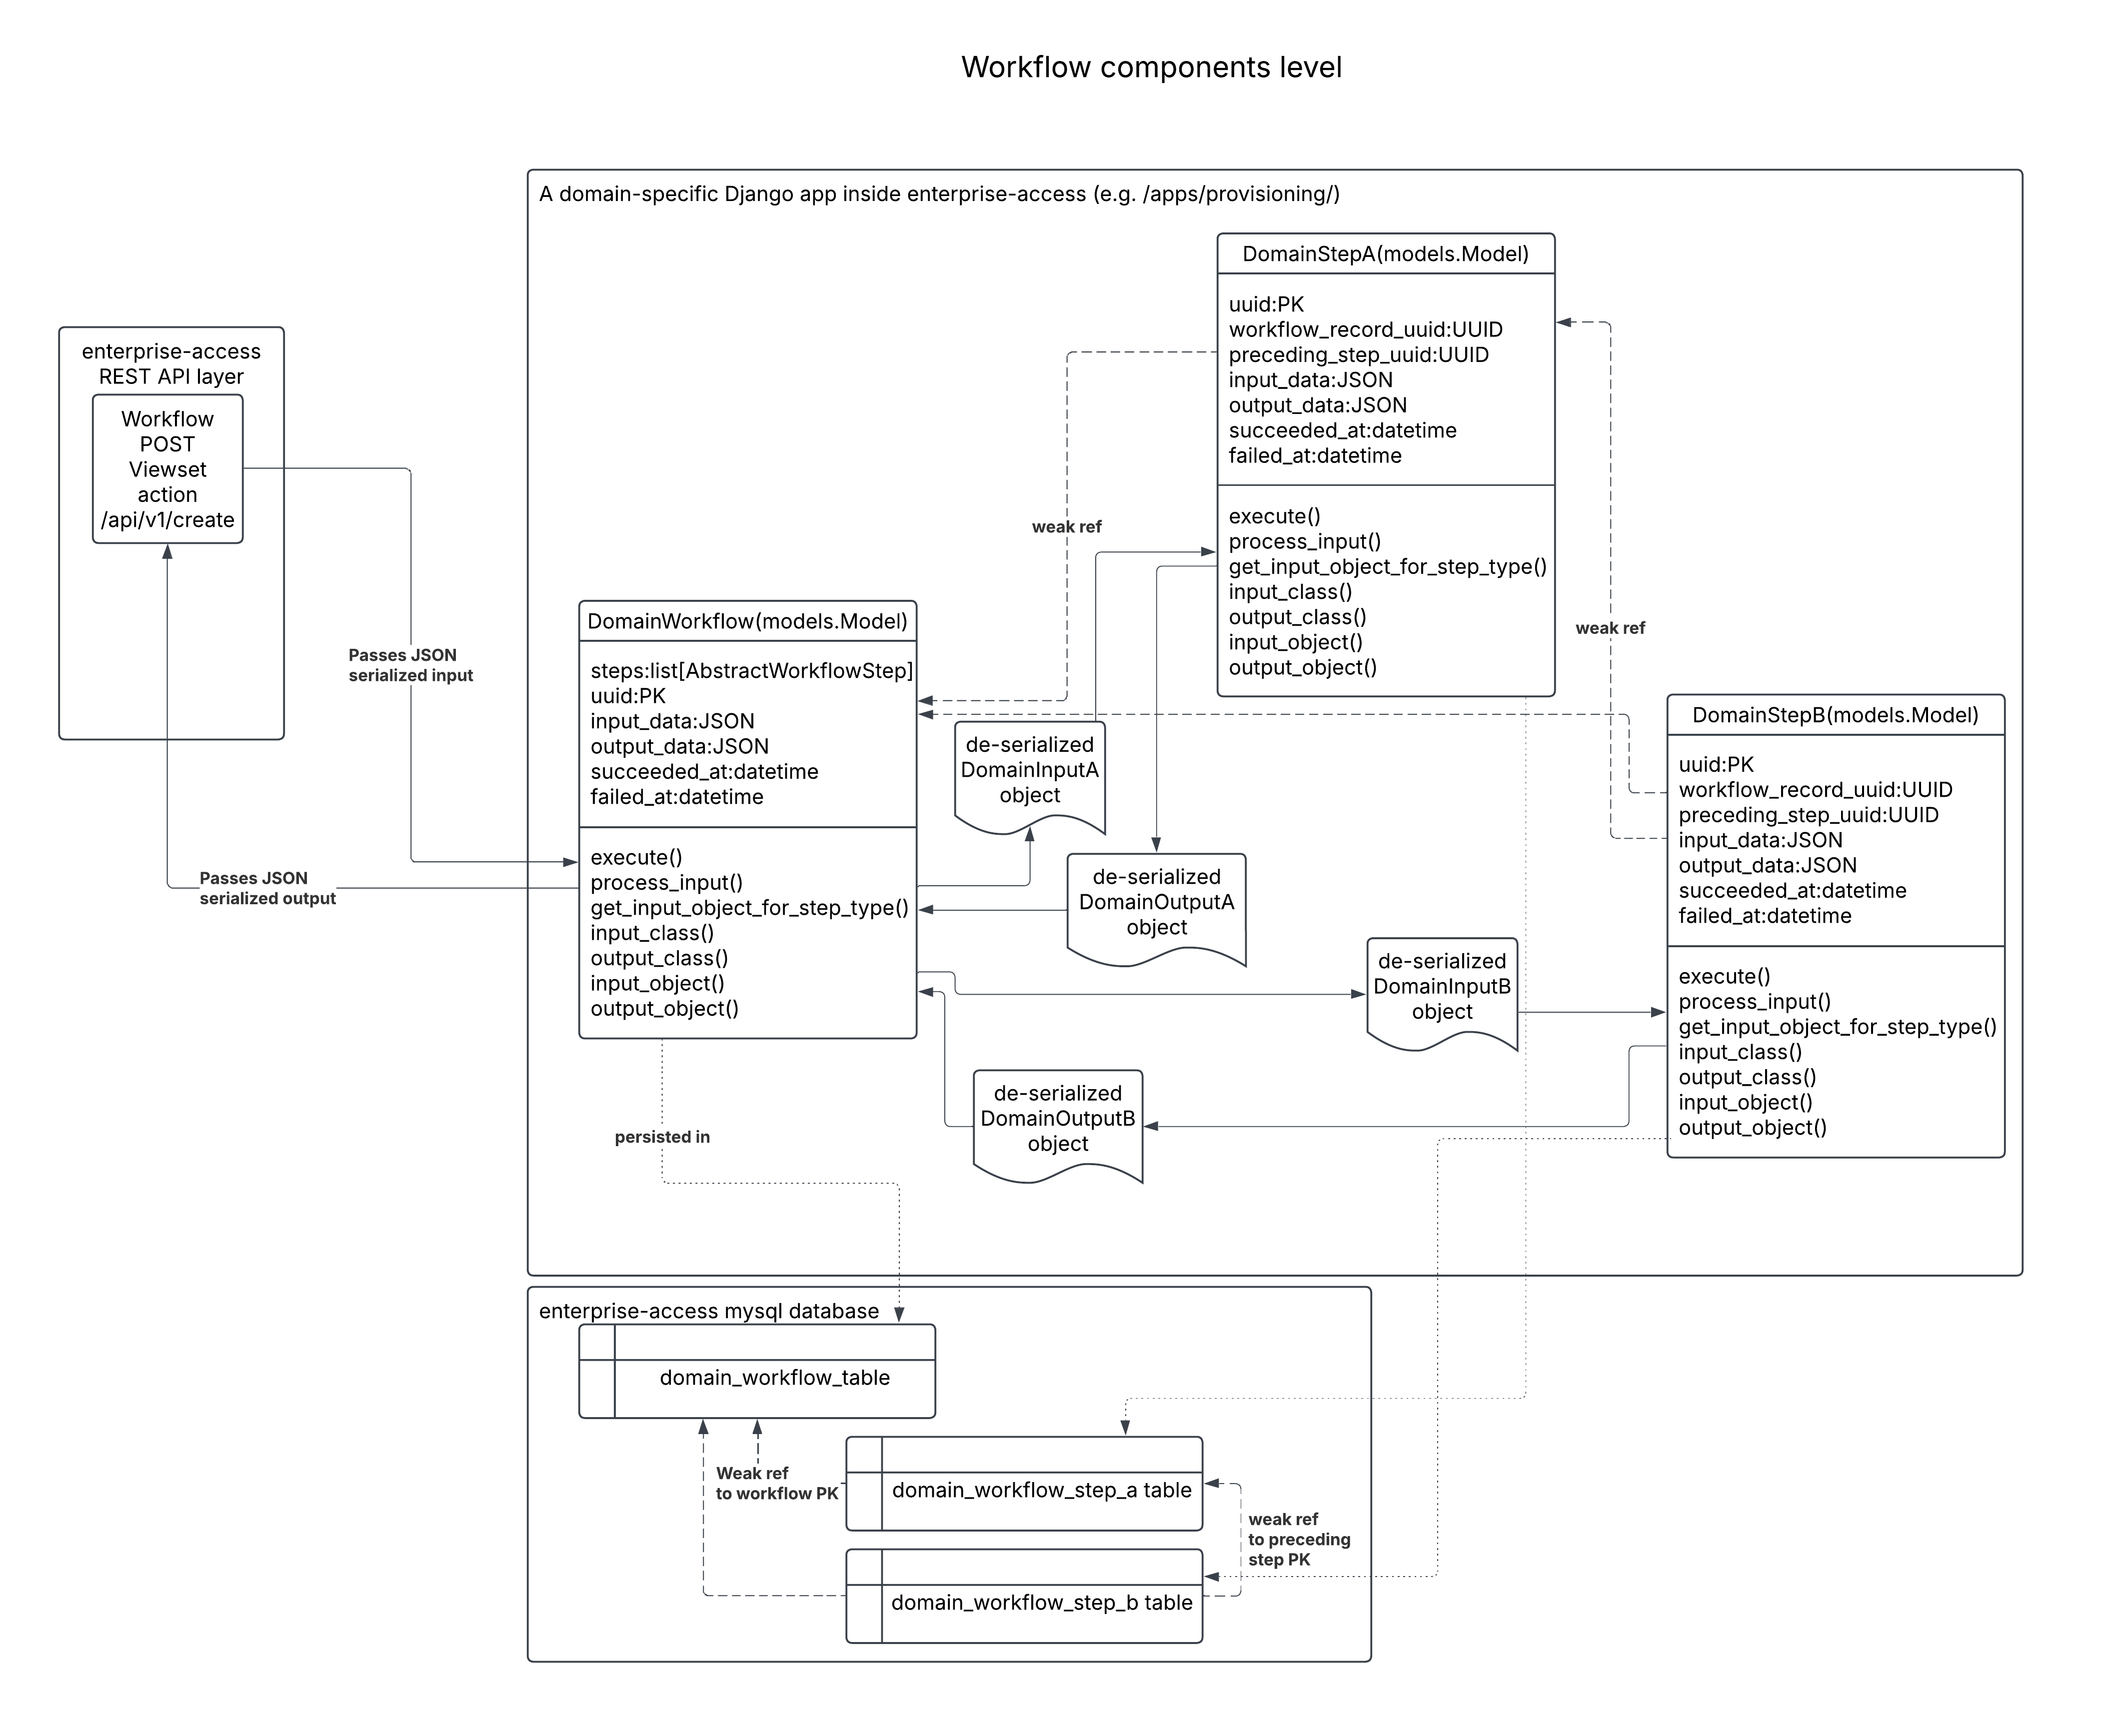 Workflow components level
A domain-specific Django app inside enterprise-access (e.g. /apps/provisioning/)
enterprise-access
REST API layer
Workflow
POST
Viewset
action
/api/v1/create
Passes JSON
serialized input
Passes JSON
serialized output
DomainWorkflow(models.Model)
steps:list[AbstractWorkflowStep]
uuid:PK
input_data:JSON
output_data:JSON
succeeded_at:datetime
failed_at:datetime
execute()
process_input()
get_input_object_for_step_type()
input_class()
output_class()
input_object()
output_object()
weak ref
DomainStepA(models.Model)
uuid:PK
workflow_record_uuid:UUID
preceding_step_uuid:UUID
input_data:JSON
output_data:JSON
succeeded_at:datetime
failed_at:datetime
execute()
process_input()
get_input_object_for_step_type()
input_class()
output_class()
input_object()
output_object()
weak ref
DomainStepB(models.Model)
uuid:PK
workflow_record_uuid:UUID
preceding_step_uuid:UUID
input_data:JSON
output_data:JSON
succeeded_at:datetime
failed_at:datetime
execute()
process_input()
get_input_object_for_step_type()
input_class()
output_class()
input_object()
output_object()
de-serialized
DomainInputA
object
de-serialized
DomainOutputA
object
de-serialized
DomainInputB
object
de-serialized
DomainOutputB
object
persisted in
enterprise-access mysql database
domain_workflow_table
Weak ref
to workflow PK
domain_workflow_step_a table
weak ref
to preceding
step PK
domain_workflow_step_b table